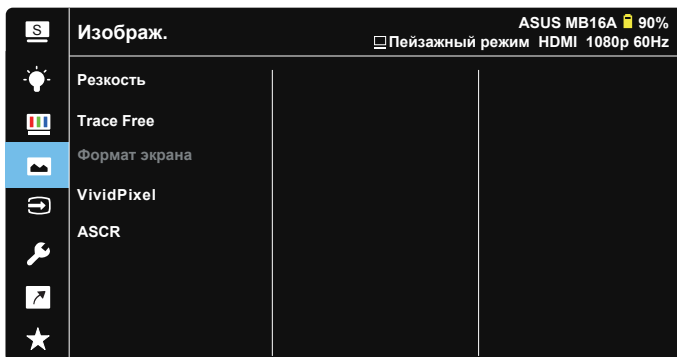 S
Изображ.
ASUS MB16A 90%
Пейзажный режим HDMI 1080p 60Hz
Резкость
Trace Free
Формат экрана
VividPixel
ASCR